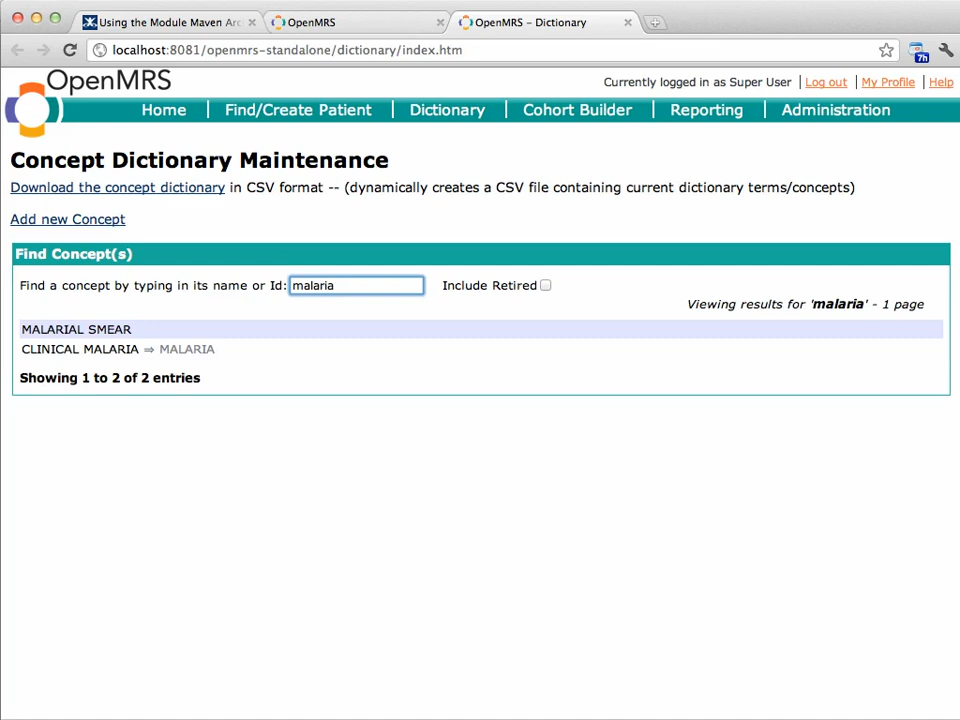 Using the Module Maven Arc
OpenMRS
OpenMRS – Dictionary
localhost:8081/openmrs-standalone/dictionary/index.htm
7h
OpenMRS
Currently logged in as Super User | Log out | My Profile | Help
Home | Find/Create Patient | Dictionary | Cohort Builder | Reporting | Administration
Concept Dictionary Maintenance
Download the concept dictionary in CSV format -- (dynamically creates a CSV file containing current dictionary terms/concepts)
Add new Concept
Find Concept(s)
Find a concept by typing in its name or Id: malaria Include Retired
Viewing results for 'malaria' - 1 page
MALARIAL SMEAR
CLINICAL MALARIA ⇒ MALARIA
Showing 1 to 2 of 2 entries